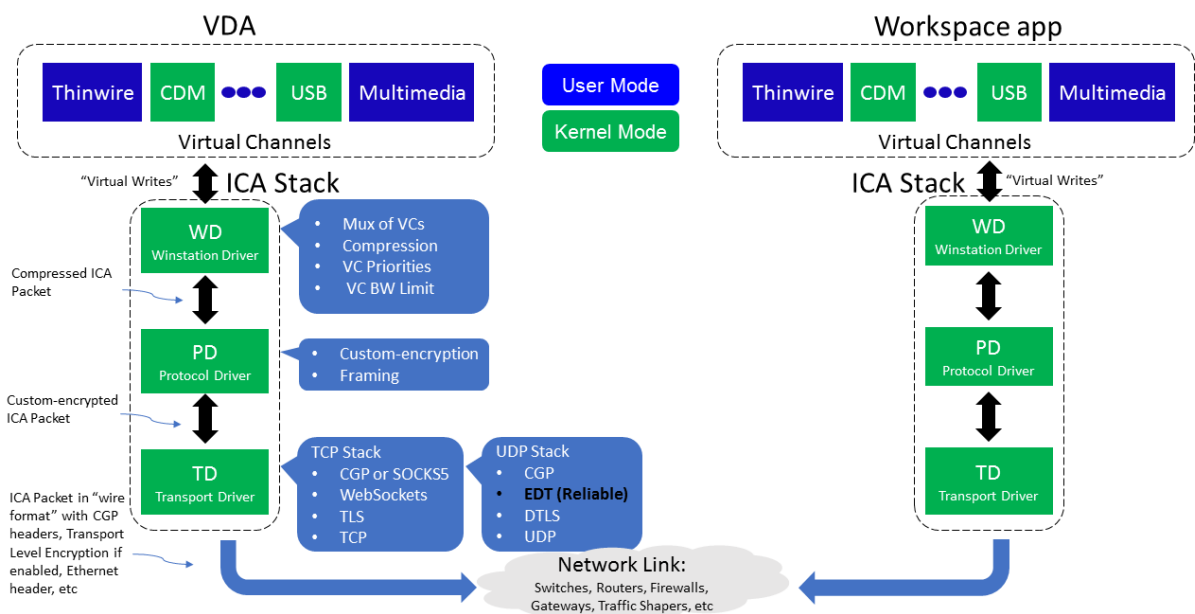 VDA
Thinwire
CDM
USB
Multimedia
Virtual Channels
User Mode
Kernel Mode
Workspace app
Thinwire
CDM
USB
Multimedia
Virtual Channels
“Virtual Writes”
ICA Stack
WD
Winstation Driver
• Mux of VCs
• Compression
• VC Priorities
• VC BW Limit
Compressed ICA
Packet
PD
Protocol Driver
• Custom-encryption
• Framing
Custom-encrypted
ICA Packet
TD
Transport Driver
TCP Stack
• CGP or SOCKS5
• WebSockets
• TLS
• TCP
UDP Stack
• CGP
• EDT (Reliable)
• DTLS
• UDP
ICA Packet in “wire
format” with CGP
headers, Transport
Level Encryption if
enabled, Ethernet
header, etc
ICA Stack
“Virtual Writes”
WD
Winstation Driver
PD
Protocol Driver
TD
Transport Driver
Network Link:
Switches, Routers, Firewalls,
Gateways, Traffic Shapers, etc